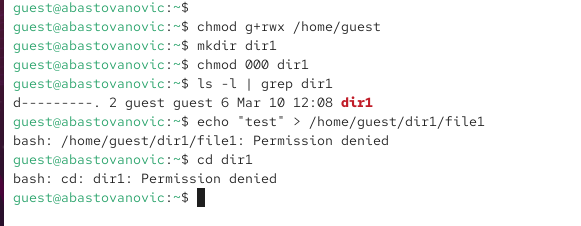 guest@abastovanovic:~$
guest@abastovanovic:~$ chmod g+rwx /home/guest
guest@abastovanovic:~$ mkdir dir1
guest@abastovanovic:~$ chmod 000 dir1
guest@abastovanovic:~$ ls -l | grep dir1
d---------. 2 guest guest 6 Mar 10 12:08 dir1
guest@abastovanovic:~$ echo "test" > /home/guest/dir1/file1
bash: /home/guest/dir1/file1: Permission denied
guest@abastovanovic:~$ cd dir1
bash: cd: dir1: Permission denied
guest@abastovanovic:~$